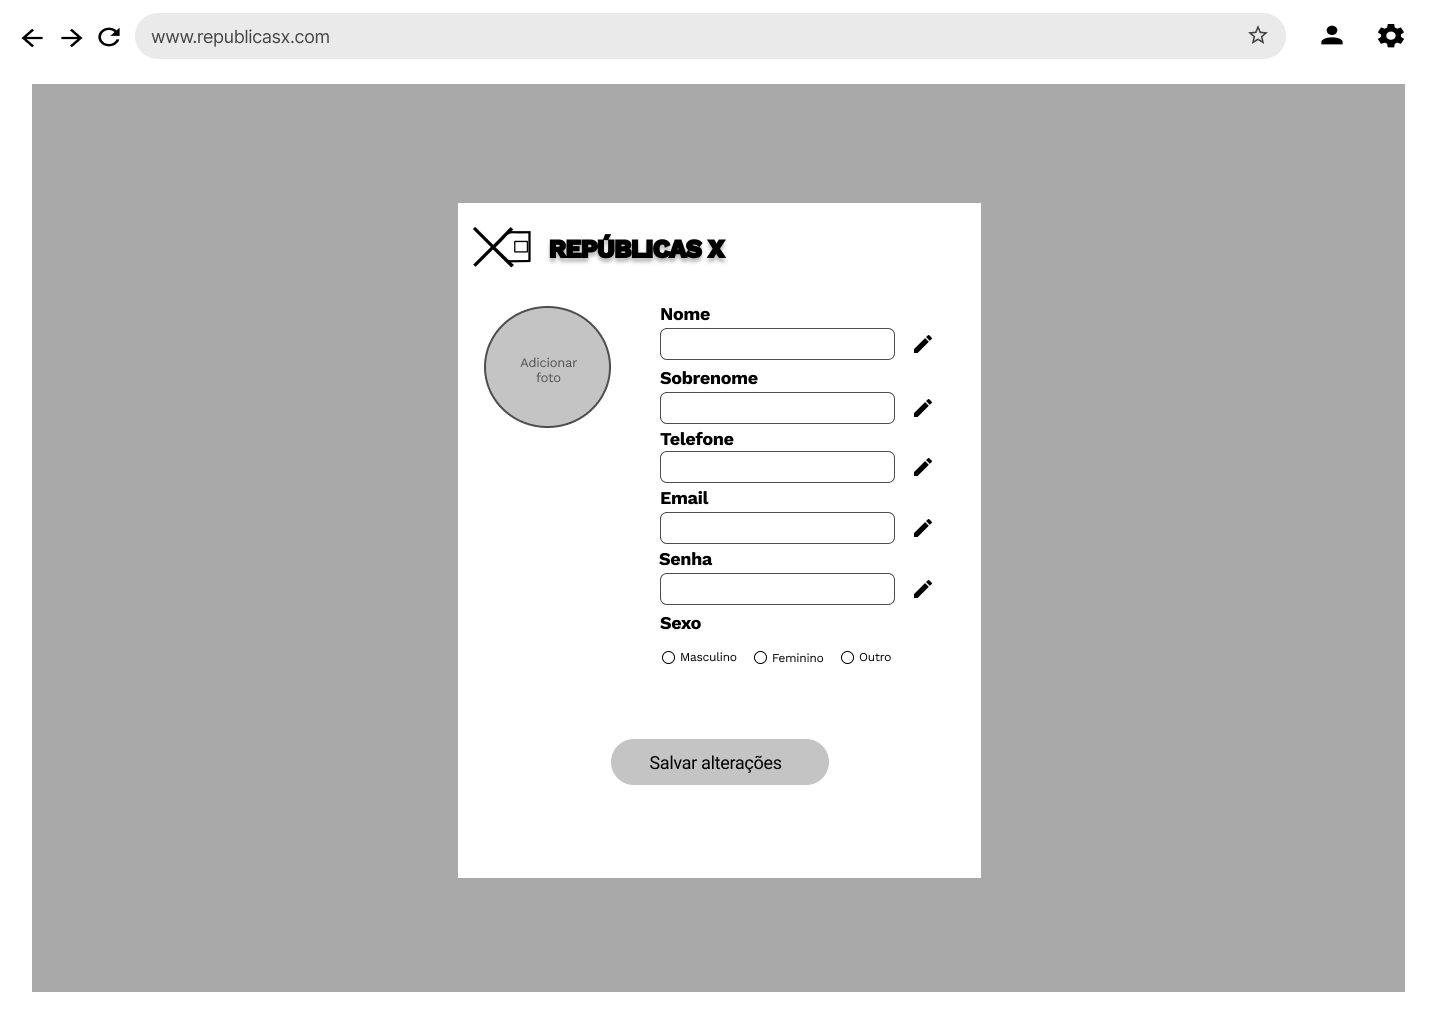 www.republicasx.com
REPÚBLICAS X
Adicionar
foto
Nome
Sobrenome
Telefone
Email
Senha
Sexo
Masculino Feminino Outro
Salvar alterações